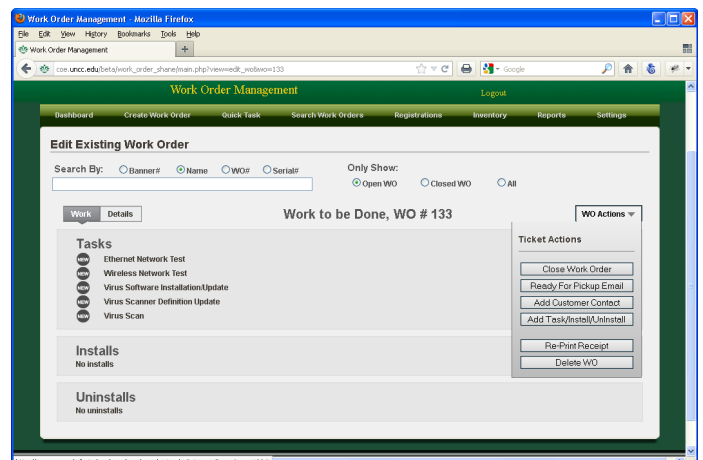 Work Order Management - Mozilla Firefox
File Edit View History Bookmarks Tools Help
Work Order Management +
coe.uncc.edu/beta/work_order_shane/main.php?view=edit_wo&wo=133 Google
Work Order Management Logout
Dashboard Create Work Order Quick Task Search Work Orders Registrations Inventory Reports Settings
Edit Existing Work Order
Search By: Banner# Name WO# Serial# Only Show:
Open WO Closed WO All
Work Details Work to be Done, WO # 133 WO Actions
Ticket Actions
Tasks
NEW Ethernet Network Test
NEW Wireless Network Test
NEW Virus Software Installation/Update
NEW Virus Scanner Definition Update
NEW Virus Scan
Close Work Order
Ready For Pickup Email
Add Customer Contact
Add Task/Install/UnInstall
Re-Print Receipt
Delete WO
Installs
No installs
Uninstalls
No uninstalls